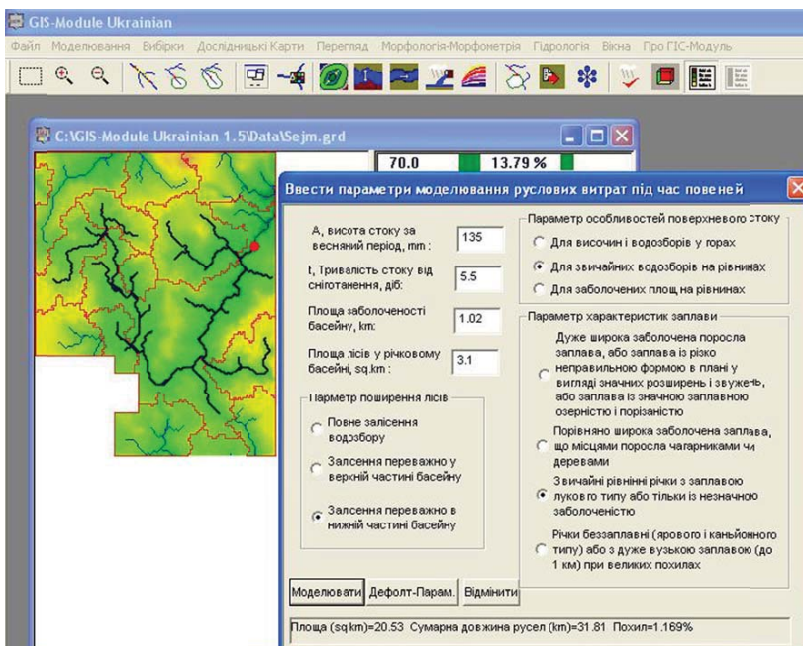 GIS-Module Ukrainian
Файл Моделювання Вибірки Дослідницькі Карти Перегляд Морфологія-Морфометрія Гідрологія Вікна Про ГІС-Модуль
C:\GIS-Module Ukrainian 1.5\Data\Sejm.grd
70.0 13.79 %
Ввести параметри моделювання руслових витрат під час повеней
А, висота стоку за
весняний період, mm :
135
t, Тривалість стоку від
сніготанення, діб:
5.5
Площа заболоченості
басейну, km:
1.02
Площа лісів у річковому
басейні, sq.km :
3.1
Парметр поширення лісів
Повне залісення
водозбору
Залсення переважно у
верхній частині басейну
Залсення переважно в
нижній частині басейну
Параметр особливостей поверхневого стоку
Для височин і водозборів у горах
Для звичайних водозборів на рівнинах
Для заболочених площ на рівнинах
Параметр характеристик заплави
Дуже широка заболочена поросла
заплава, або заплава із різко
неправильною формою в плані у
вигляді значних розширень і звужень,
або заплава із значною заплавною
озерністю і порізаністю
Порівняно широка заболочена заплава,
що місцями поросла чагарниками чи
деревами
Звичайні рівнінні річки з заплавою
лукового типу або тільки із незначною
заболоченістю
Річки беззаплавні (ярового і каньйонного
типу) або з дуже вузькою заплавою (до
1 км) при великих похилах
Моделювати Дефолт-Парам. Відмінити
Площа (sqkm)=20.53 Сумарна довжина русел (km)=31.81 Похил=1.169%